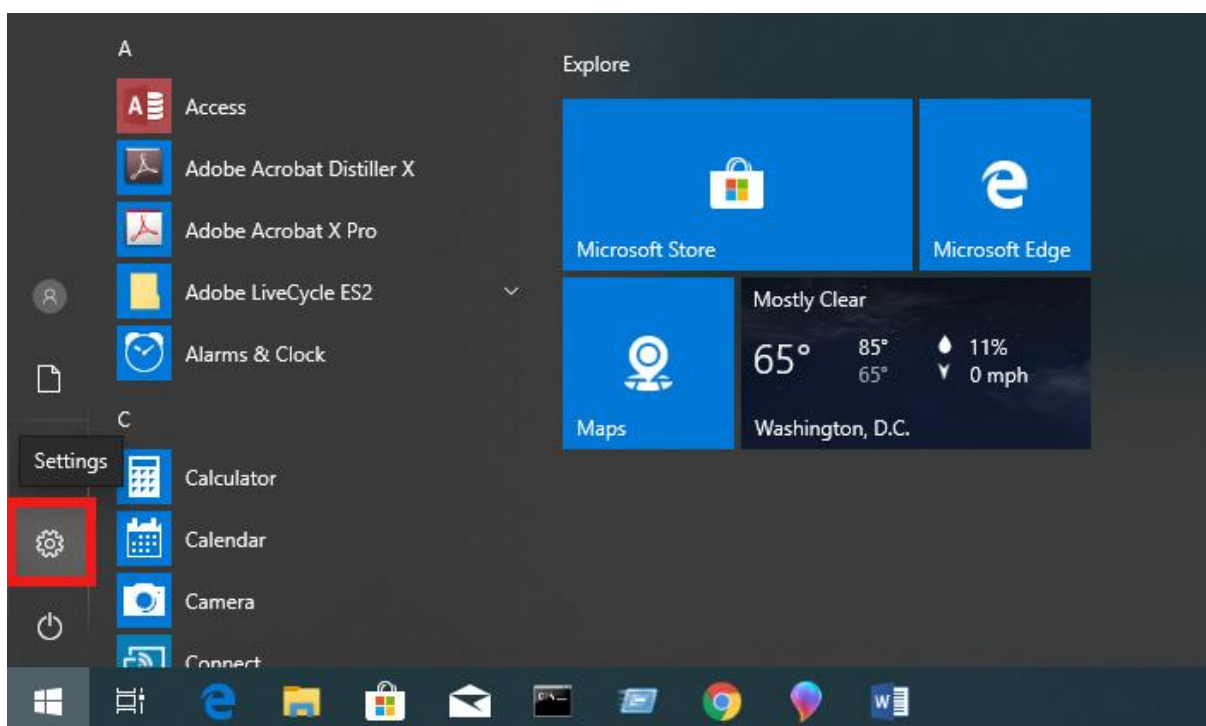 A
Access
Adobe Acrobat Distiller X
Adobe Acrobat X Pro
Adobe LiveCycle ES2
Alarms & Clock
C
Settings
Calculator
Calendar
Camera
Connect
Explore
Microsoft Store
Microsoft Edge
Maps
Mostly Clear
65° 85° 11%
65° 0 mph
Washington, D.C.